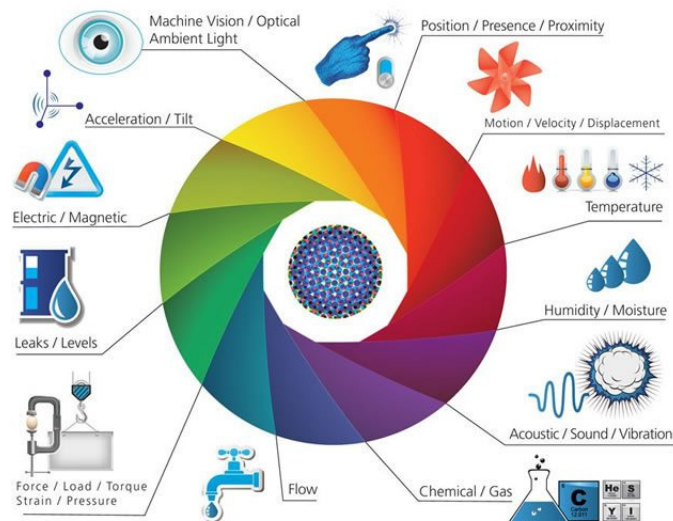 Machine Vision / Optical
Ambient Light
Position / Presence / Proximity
Acceleration / Tilt
Motion / Velocity / Displacement
Electric / Magnetic
Temperature
Leaks / Levels
Humidity / Moisture
Acoustic / Sound / Vibration
Force / Load / Torque
Strain / Pressure
Flow
Chemical / Gas
C
Carbon
He
S
Y
I